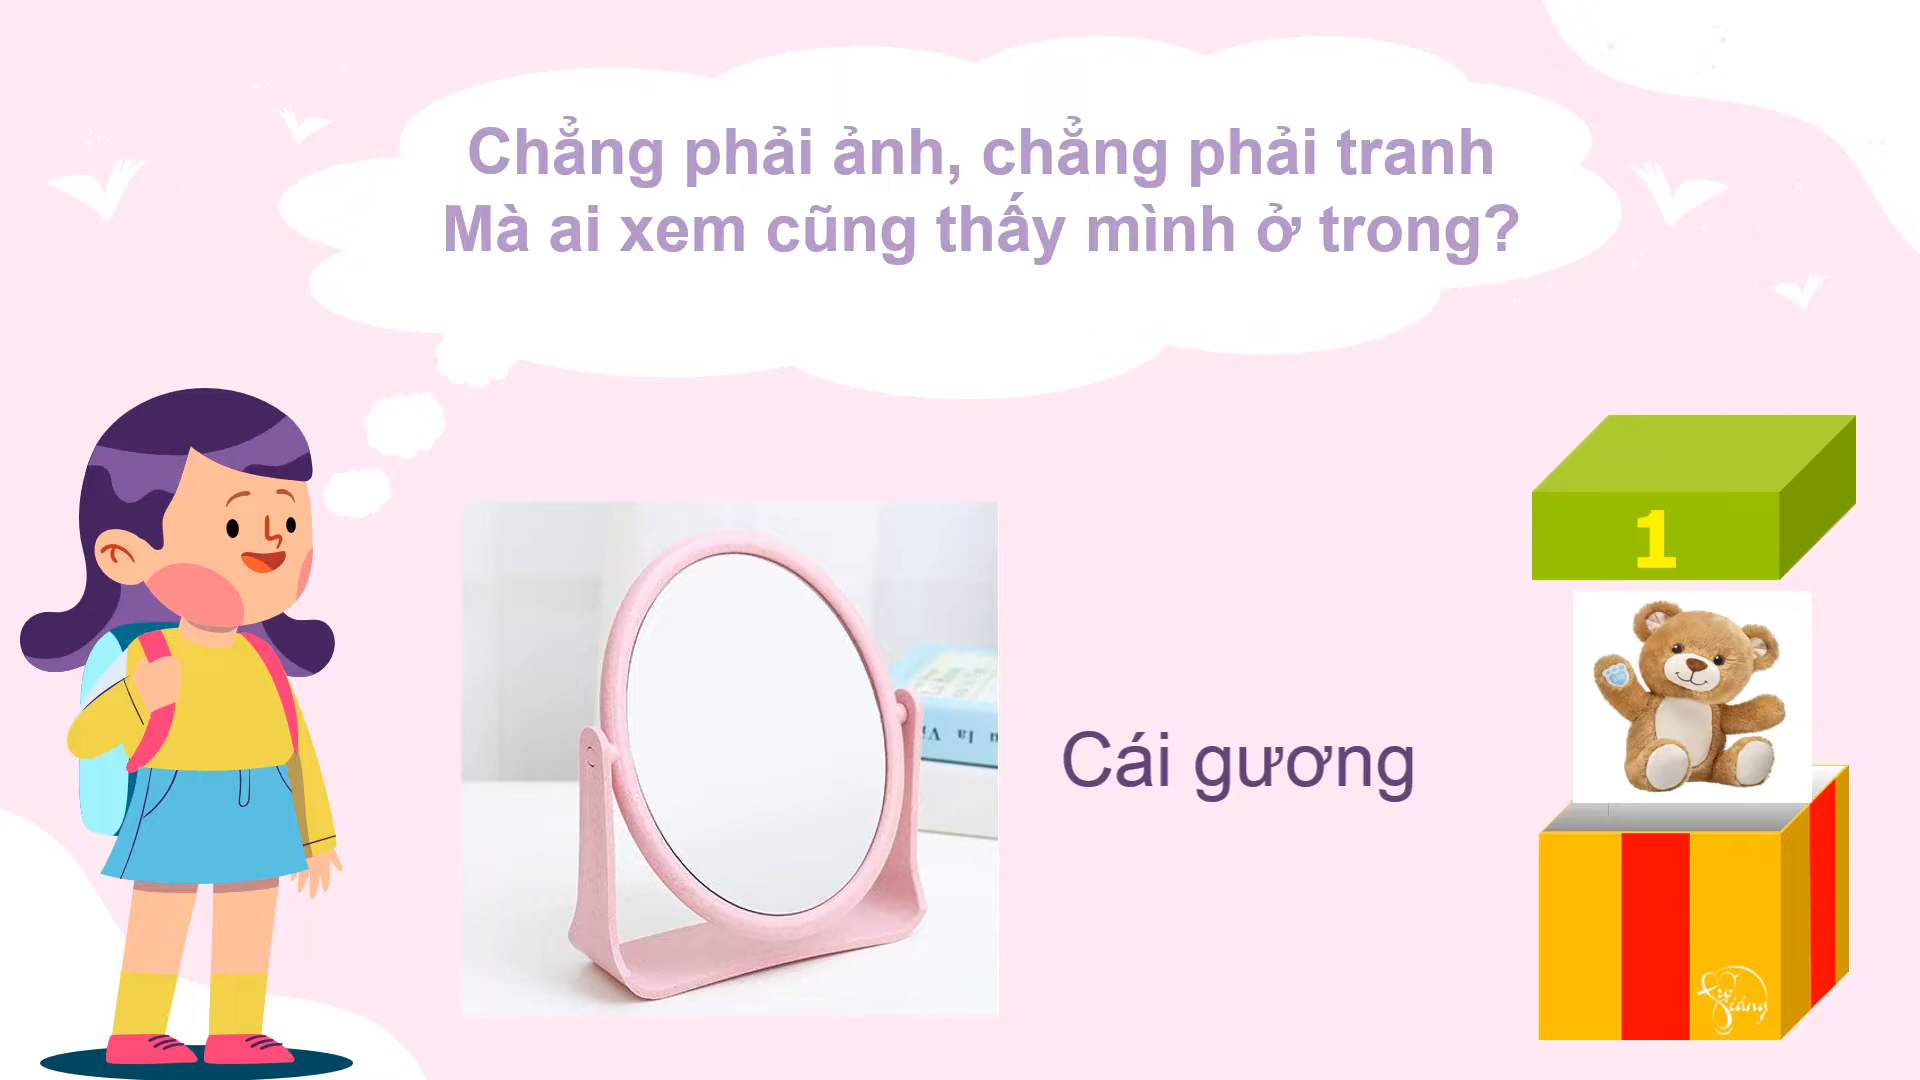 Chẳng phải ảnh, chẳng phải tranh
Mà ai xem cũng thấy mình ở trong?
1
Cái gương